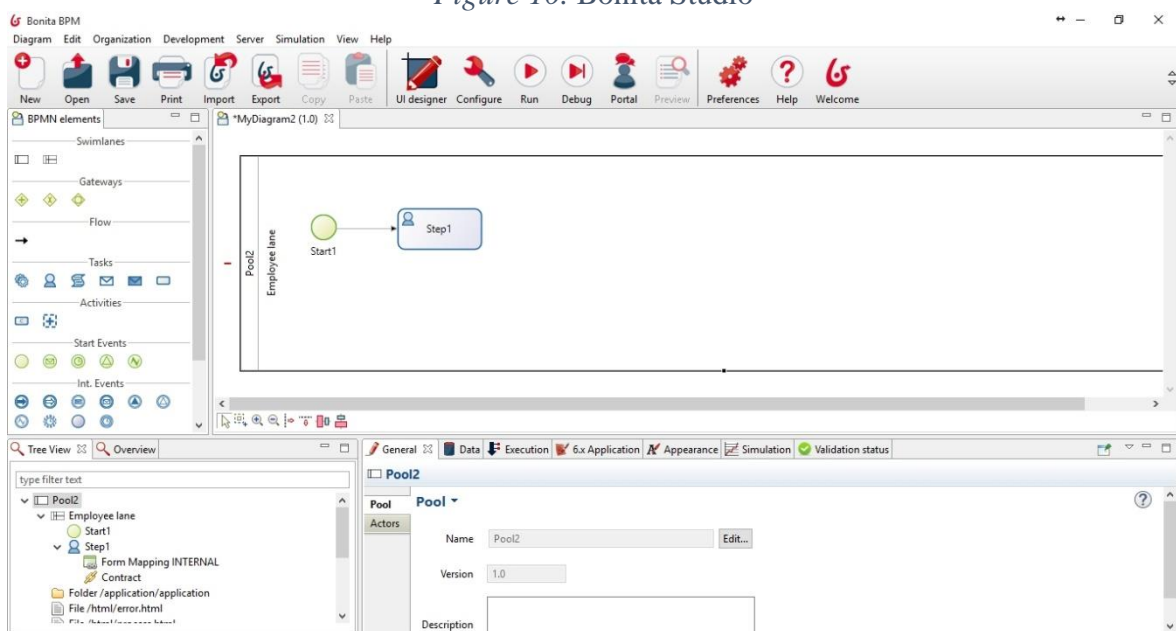 Figure 10: Bonita Studio
Bonita BPM
Diagram Edit Organization Development Server Simulation View Help
New Open Save Print Import Export Copy Paste UI designer Configure Run Debug Portal Preview Preferences Help Welcome
BPMN elements
*MyDiagram2 (1.0)
Swimlanes
Gateways
Flow
Tasks
Activities
Start Events
Int. Events
Pool2
Employee lane
Start1
Step1
Tree View Overview
type filter text
Pool2
Employee lane
Start1
Step1
Form Mapping INTERNAL
Contract
Folder /application/application
File /html/error.html
File /html/process.html
General Data Execution 6.x Application Appearance Simulation Validation status
Pool2
Pool
Actors
Pool
Name Pool2 Edit...
Version 1.0
Description